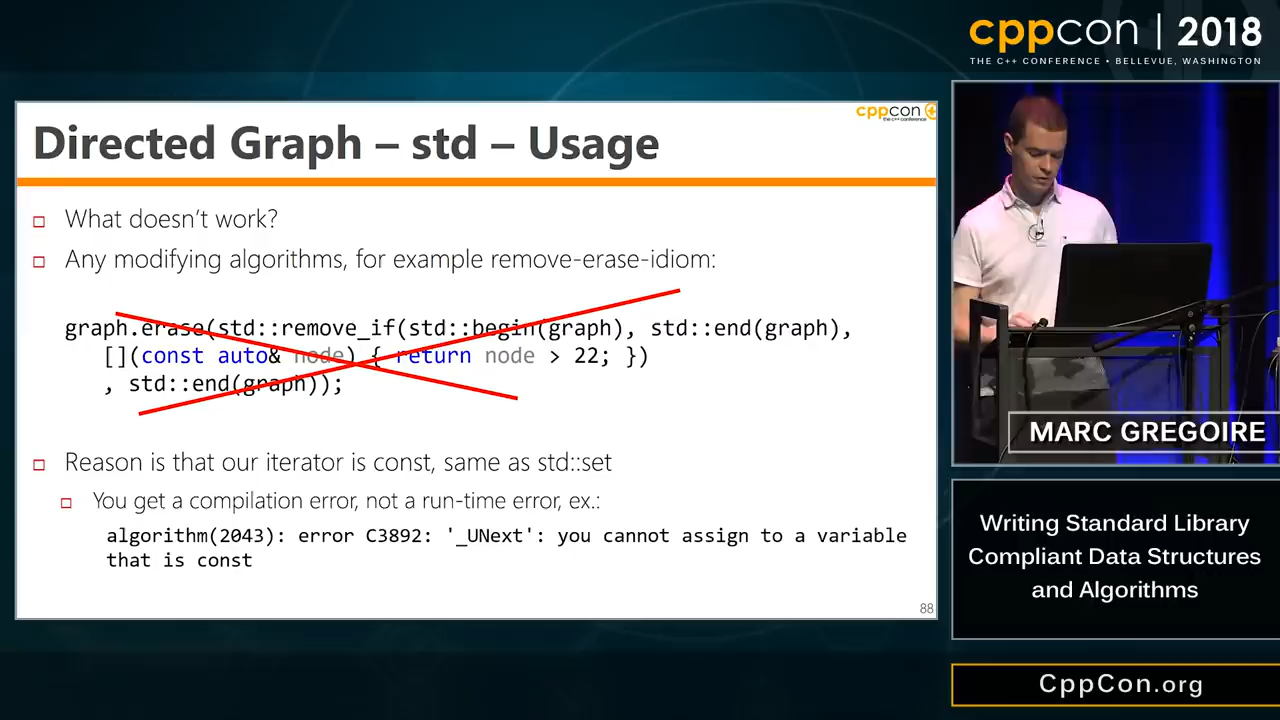 cppcon | 2018
THE C++ CONFERENCE • BELLEVUE, WASHINGTON
cppcon
the c++ conference
Directed Graph – std – Usage
What doesn't work?
Any modifying algorithms, for example remove-erase-idiom:
graph.erase(std::remove_if(std::begin(graph), std::end(graph),
[](const auto& node) { return node > 22; })
, std::end(graph));
Reason is that our iterator is const, same as std::set
You get a compilation error, not a run-time error, ex.:
algorithm(2043): error C3892: '_UNext': you cannot assign to a variable
that is const
88
MARC GREGOIRE
Writing Standard Library
Compliant Data Structures
and Algorithms
CppCon.org